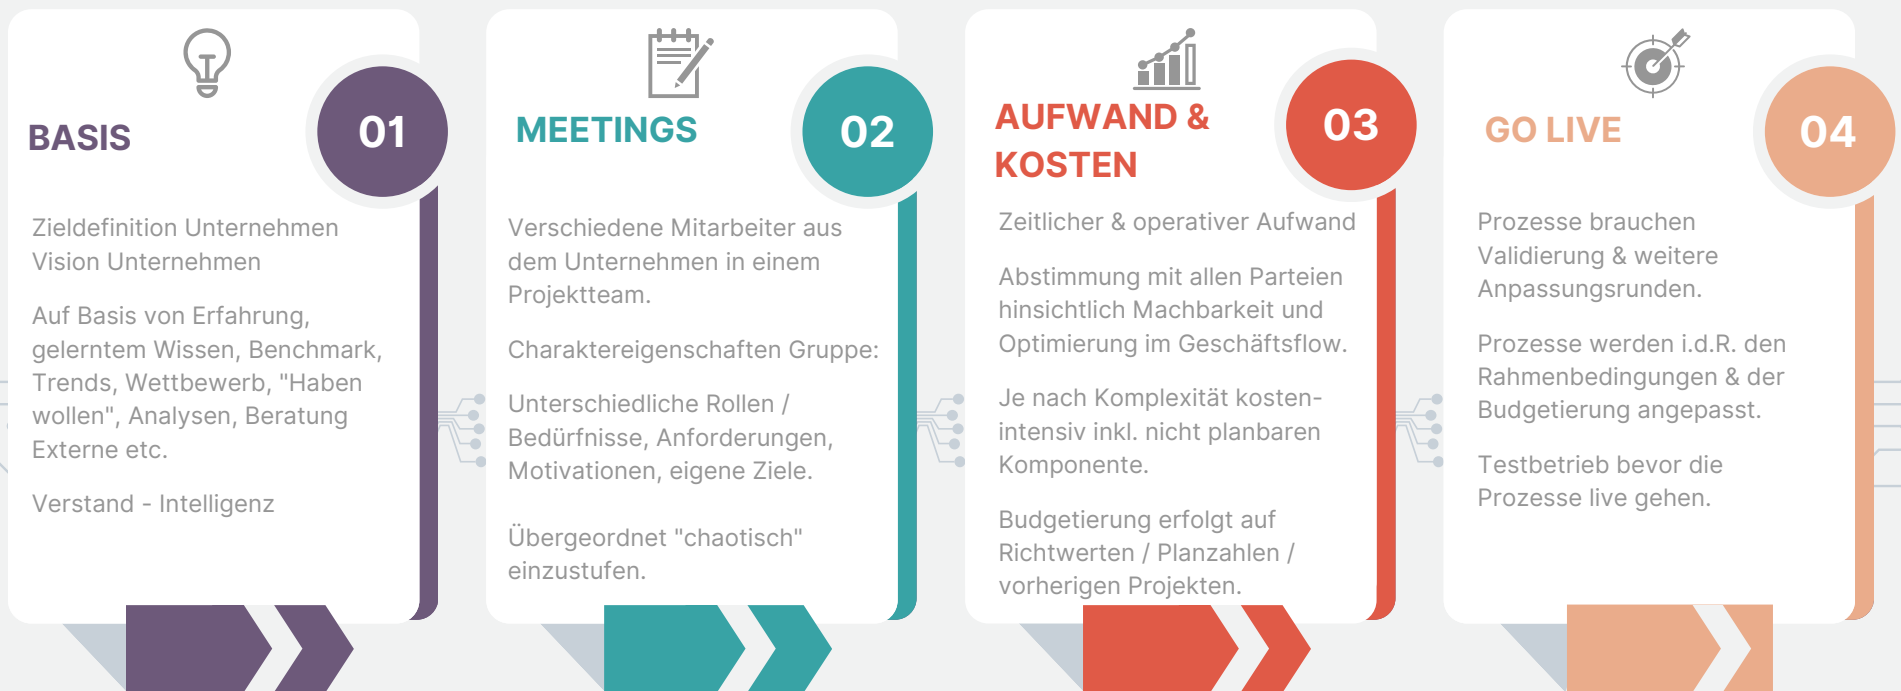 BASIS
01
Zieldefinition Unternehmen
Vision Unternehmen
Auf Basis von Erfahrung,
gelerntem Wissen, Benchmark,
Trends, Wettbewerb, "Haben
wollen", Analysen, Beratung
Externe etc.
Verstand - Intelligenz
MEETINGS
02
Verschiedene Mitarbeiter aus
dem Unternehmen in einem
Projektteam.
Charaktereigenschaften Gruppe:
Unterschiedliche Rollen /
Bedürfnisse, Anforderungen,
Motivationen, eigene Ziele.
Übergeordnet "chaotisch"
einzustufen.
AUFWAND &
KOSTEN
03
Zeitlicher & operativer Aufwand
Abstimmung mit allen Parteien
hinsichtlich Machbarkeit und
Optimierung im Geschäftsflow.
Je nach Komplexität kosten-
intensiv inkl. nicht planbaren
Komponente.
Budgetierung erfolgt auf
Richtwerten / Planzahlen /
vorherigen Projekten.
GO LIVE
04
Prozesse brauchen
Validierung & weitere
Anpassungsrunden.
Prozesse werden i.d.R. den
Rahmenbedingungen & der
Budgetierung angepasst.
Testbetrieb bevor die
Prozesse live gehen.